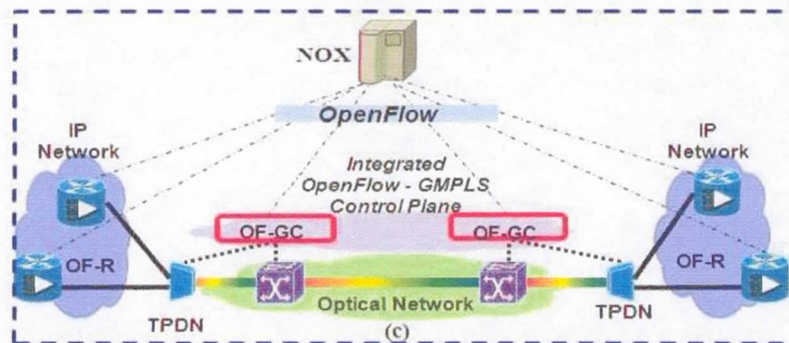 NOX
OpenFlow
IP
Network
IP
Network
Integrated
OpenFlow - GMPLS
Control Plane
OF-GC
OF-GC
OF-R
OF-R
Optical Network
TPDN
TPDN
(c)